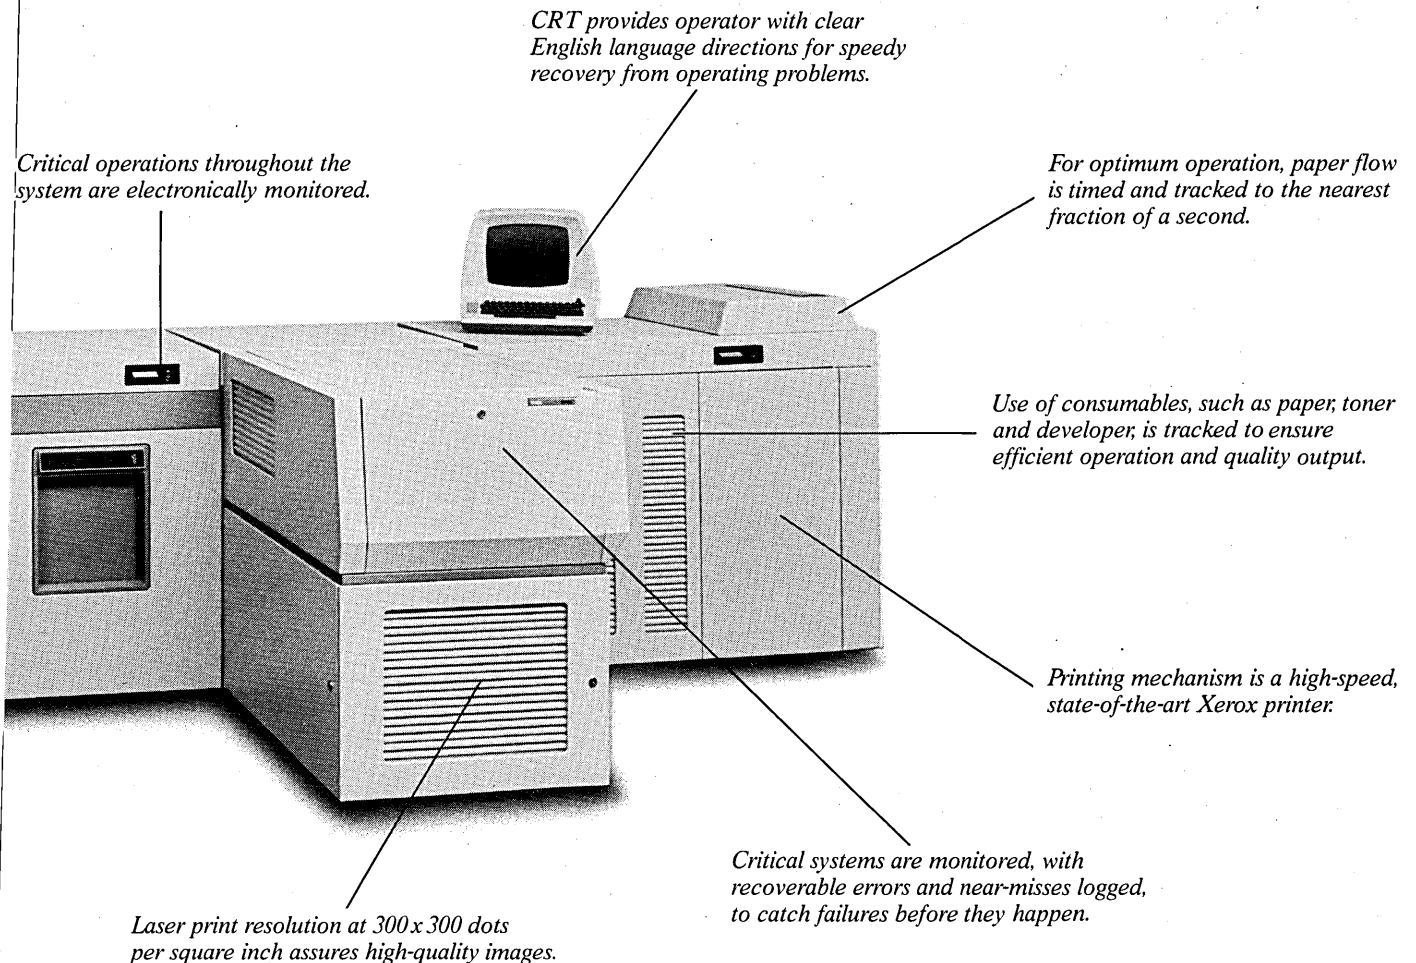 CRT provides operator with clear
English language directions for speedy
recovery from operating problems.
Critical operations throughout the
system are electronically monitored.
For optimum operation, paper flow
is timed and tracked to the nearest
fraction of a second.
Use of consumables, such as paper, toner
and developer, is tracked to ensure
efficient operation and quality output.
Printing mechanism is a high-speed,
state-of-the-art Xerox printer.
Critical systems are monitored, with
recoverable errors and near-misses logged,
to catch failures before they happen.
Laser print resolution at 300x300 dots
per square inch assures high-quality images.